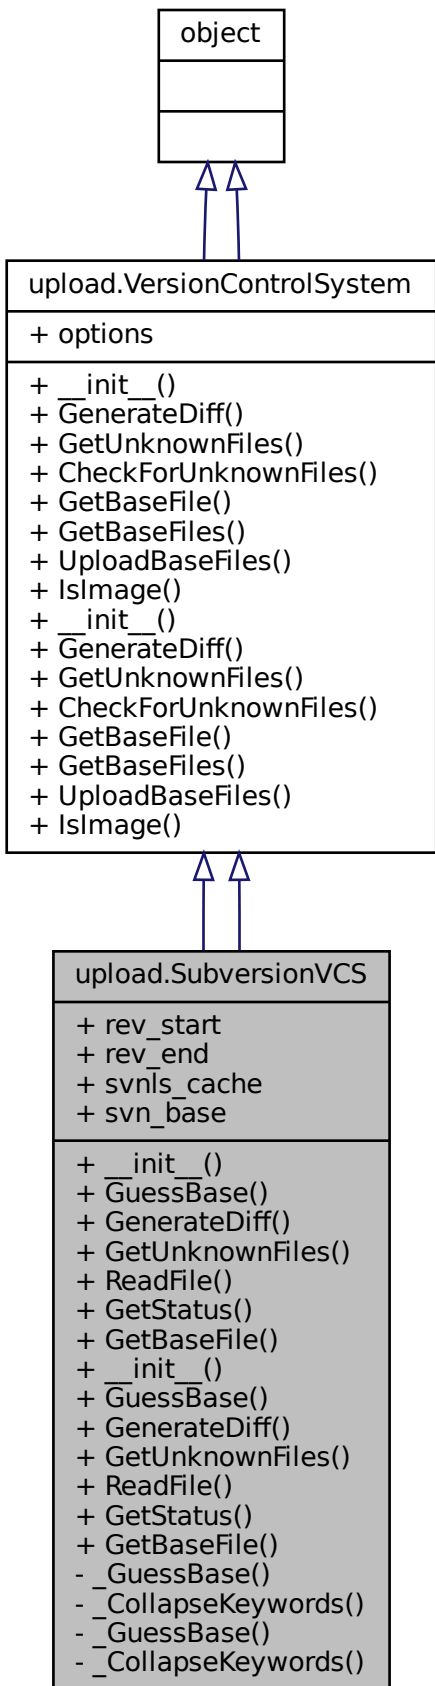 object
upload.VersionControlSystem
+ options
+ __init__()
+ GenerateDiff()
+ GetUnknownFiles()
+ CheckForUnknownFiles()
+ GetBaseFile()
+ GetBaseFiles()
+ UploadBaseFiles()
+ IsImage()
+ __init__()
+ GenerateDiff()
+ GetUnknownFiles()
+ CheckForUnknownFiles()
+ GetBaseFile()
+ GetBaseFiles()
+ UploadBaseFiles()
+ IsImage()
upload.SubversionVCS
+ rev_start
+ rev_end
+ svnls_cache
+ svn_base
+ __init__()
+ GuessBase()
+ GenerateDiff()
+ GetUnknownFiles()
+ ReadFile()
+ GetStatus()
+ GetBaseFile()
+ __init__()
+ GuessBase()
+ GenerateDiff()
+ GetUnknownFiles()
+ ReadFile()
+ GetStatus()
+ GetBaseFile()
- _GuessBase()
- _CollapseKeywords()
- _GuessBase()
- _CollapseKeywords()